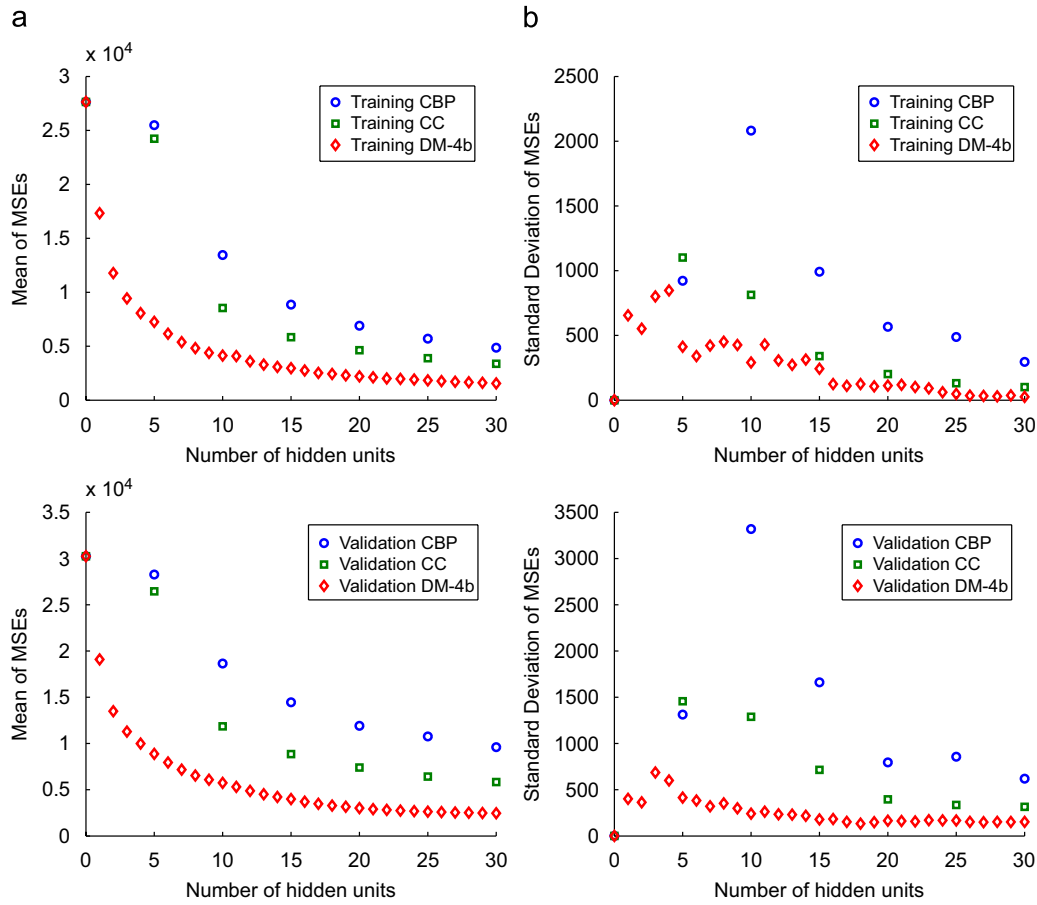 a
x 10⁴
3
2.5
2
1.5
1
0.5
0
Mean of MSEs
Training CBP
Training CC
Training DM-4b
0 5 10 15 20 25 30
Number of hidden units
b
2500
2000
1500
1000
500
0
Standard Deviation of MSEs
Training CBP
Training CC
Training DM-4b
0 5 10 15 20 25 30
Number of hidden units
x 10⁴
3.5
3
2.5
2
1.5
1
0.5
0
Mean of MSEs
Validation CBP
Validation CC
Validation DM-4b
0 5 10 15 20 25 30
Number of hidden units
3500
3000
2500
2000
1500
1000
500
0
Standard Deviation of MSEs
Validation CBP
Validation CC
Validation DM-4b
0 5 10 15 20 25 30
Number of hidden units